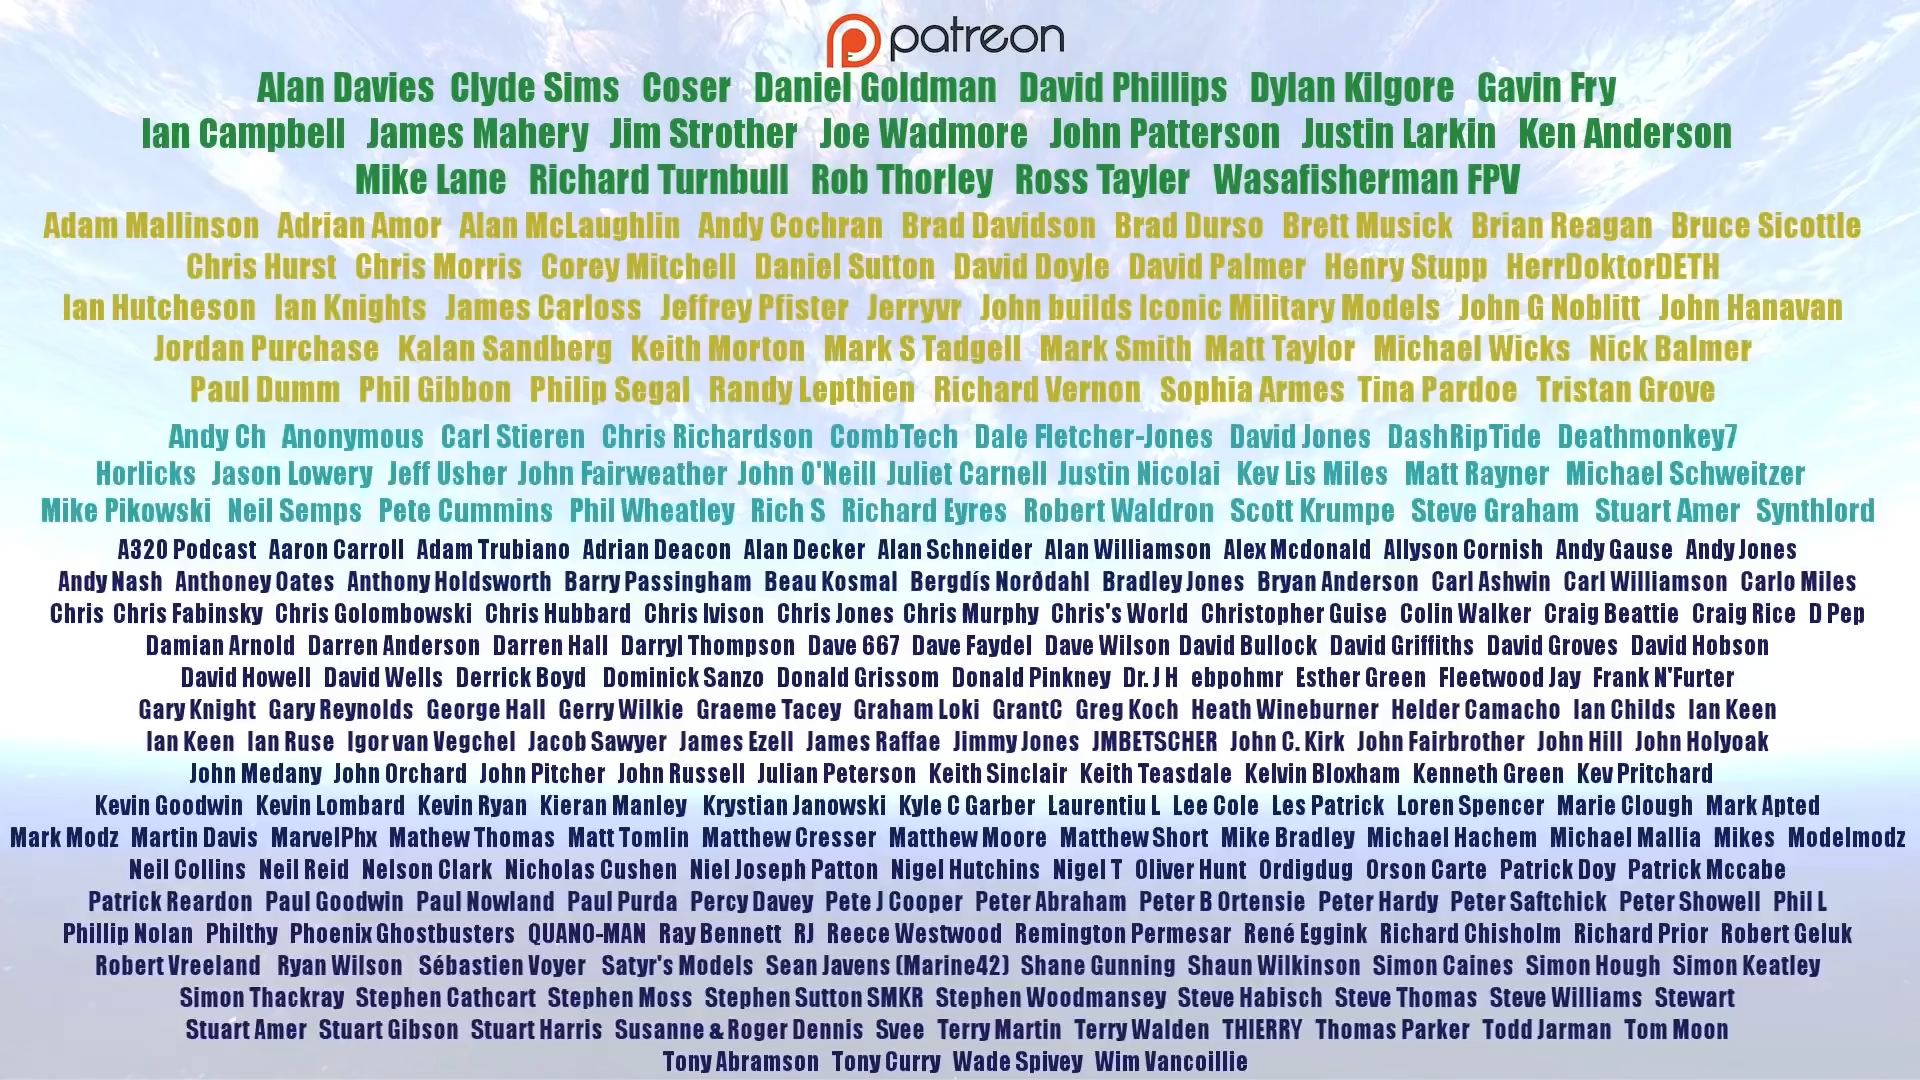 patreon
Alan Davies Clyde Sims Coser Daniel Goldman David Phillips Dylan Kilgore Gavin Fry
Ian Campbell James Mahery Jim Strother Joe Wadmore John Patterson Justin Larkin Ken Anderson
Mike Lane Richard Turnbull Rob Thorley Ross Tayler Wasafisherman FPV
Adam Mallinson Adrian Amor Alan McLaughlin Andy Cochran Brad Davidson Brad Durso Brett Musick Brian Reagan Bruce Sicottle
Chris Hurst Chris Morris Corey Mitchell Daniel Sutton David Doyle David Palmer Henry Stupp HerrDoktorDETH
Ian Hutcheson Ian Knights James Carloss Jeffrey Pfister Jerryvr John builds Iconic Military Models John G Noblitt John Hanavan
Jordan Purchase Kalan Sandberg Keith Morton Mark S Tadgell Mark Smith Matt Taylor Michael Wicks Nick Balmer
Paul Dumm Phil Gibbon Philip Segal Randy Lepthien Richard Vernon Sophia Armes Tina Pardoe Tristan Grove
Andy Ch Anonymous Carl Stieren Chris Richardson CombTech Dale Fletcher-Jones David Jones DashRipTide Deathmonkey7
Horlicks Jason Lowery Jeff Usher John Fairweather John O'Neill Juliet Carnell Justin Nicolai Kev Lis Miles Matt Rayner Michael Schweitzer
Mike Pikowski Neil Semps Pete Cummins Phil Wheatley Rich S Richard Eyres Robert Waldron Scott Krumpe Steve Graham Stuart Amer Synthlord
A320 Podcast Aaron Carroll Adam Trubiano Adrian Deacon Alan Decker Alan Schneider Alan Williamson Alex Mcdonald Allyson Cornish Andy Gause Andy Jones
Andy Nash Anthoney Oates Anthony Holdsworth Barry Passingham Beau Kosmal Bergdís Norðdahl Bradley Jones Bryan Anderson Carl Ashwin Carl Williamson Carlo Miles
Chris Chris Fabinsky Chris Golombowski Chris Hubbard Chris Ivison Chris Jones Chris Murphy Chris's World Christopher Guise Colin Walker Craig Beattie Craig Rice D Pep
Damian Arnold Darren Anderson Darren Hall Darryl Thompson Dave 667 Dave Faydel Dave Wilson David Bullock David Griffiths David Groves David Hobson
David Howell David Wells Derrick Boyd Dominick Sanzo Donald Grissom Donald Pinkney Dr. J H ebpohmr Esther Green Fleetwood Jay Frank N'Furter
Gary Knight Gary Reynolds George Hall Gerry Wilkie Graeme Tacey Graham Loki GrantC Greg Koch Heath Wineburner Helder Camacho Ian Childs Ian Keen
Ian Keen Ian Ruse Igor van Vegchel Jacob Sawyer James Ezell James Raffae Jimmy Jones JMBETSCHER John C. Kirk John Fairbrother John Hill John Holyoak
John Medany John Orchard John Pitcher John Russell Julian Peterson Keith Sinclair Keith Teasdale Kelvin Bloxham Kenneth Green Kev Pritchard
Kevin Goodwin Kevin Lombard Kevin Ryan Kieran Manley Krystian Janowski Kyle C Garber Laurentiu L Lee Cole Les Patrick Loren Spencer Marie Clough Mark Apted
Mark Modz Martin Davis MarvelPhx Mathew Thomas Matt Tomlin Matthew Cresser Matthew Moore Matthew Short Mike Bradley Michael Hachem Michael Mallia Mikes Modelmodz
Neil Collins Neil Reid Nelson Clark Nicholas Cushen Niel Joseph Patton Nigel Hutchins Nigel T Oliver Hunt Ordigdug Orson Carte Patrick Doy Patrick Mccabe
Patrick Reardon Paul Goodwin Paul Nowland Paul Purda Percy Davey Pete J Cooper Peter Abraham Peter B Ortensie Peter Hardy Peter Saftchick Peter Showell Phil L
Phillip Nolan Philthy Phoenix Ghostbusters QUANO-MAN Ray Bennett RJ Reece Westwood Remington Permesar René Eggink Richard Chisholm Richard Prior Robert Geluk
Robert Vreeland Ryan Wilson Sébastien Voyer Satyr's Models Sean Javens (Marine42) Shane Gunning Shaun Wilkinson Simon Caines Simon Hough Simon Keatley
Simon Thackray Stephen Cathcart Stephen Moss Stephen Sutton SMKR Stephen Woodmansey Steve Habisch Steve Thomas Steve Williams Stewart
Stuart Amer Stuart Gibson Stuart Harris Susanne & Roger Dennis Svee Terry Martin Terry Walden THIERRY Thomas Parker Todd Jarman Tom Moon
Tony Abramson Tony Curry Wade Spivey Wim Vancoillie